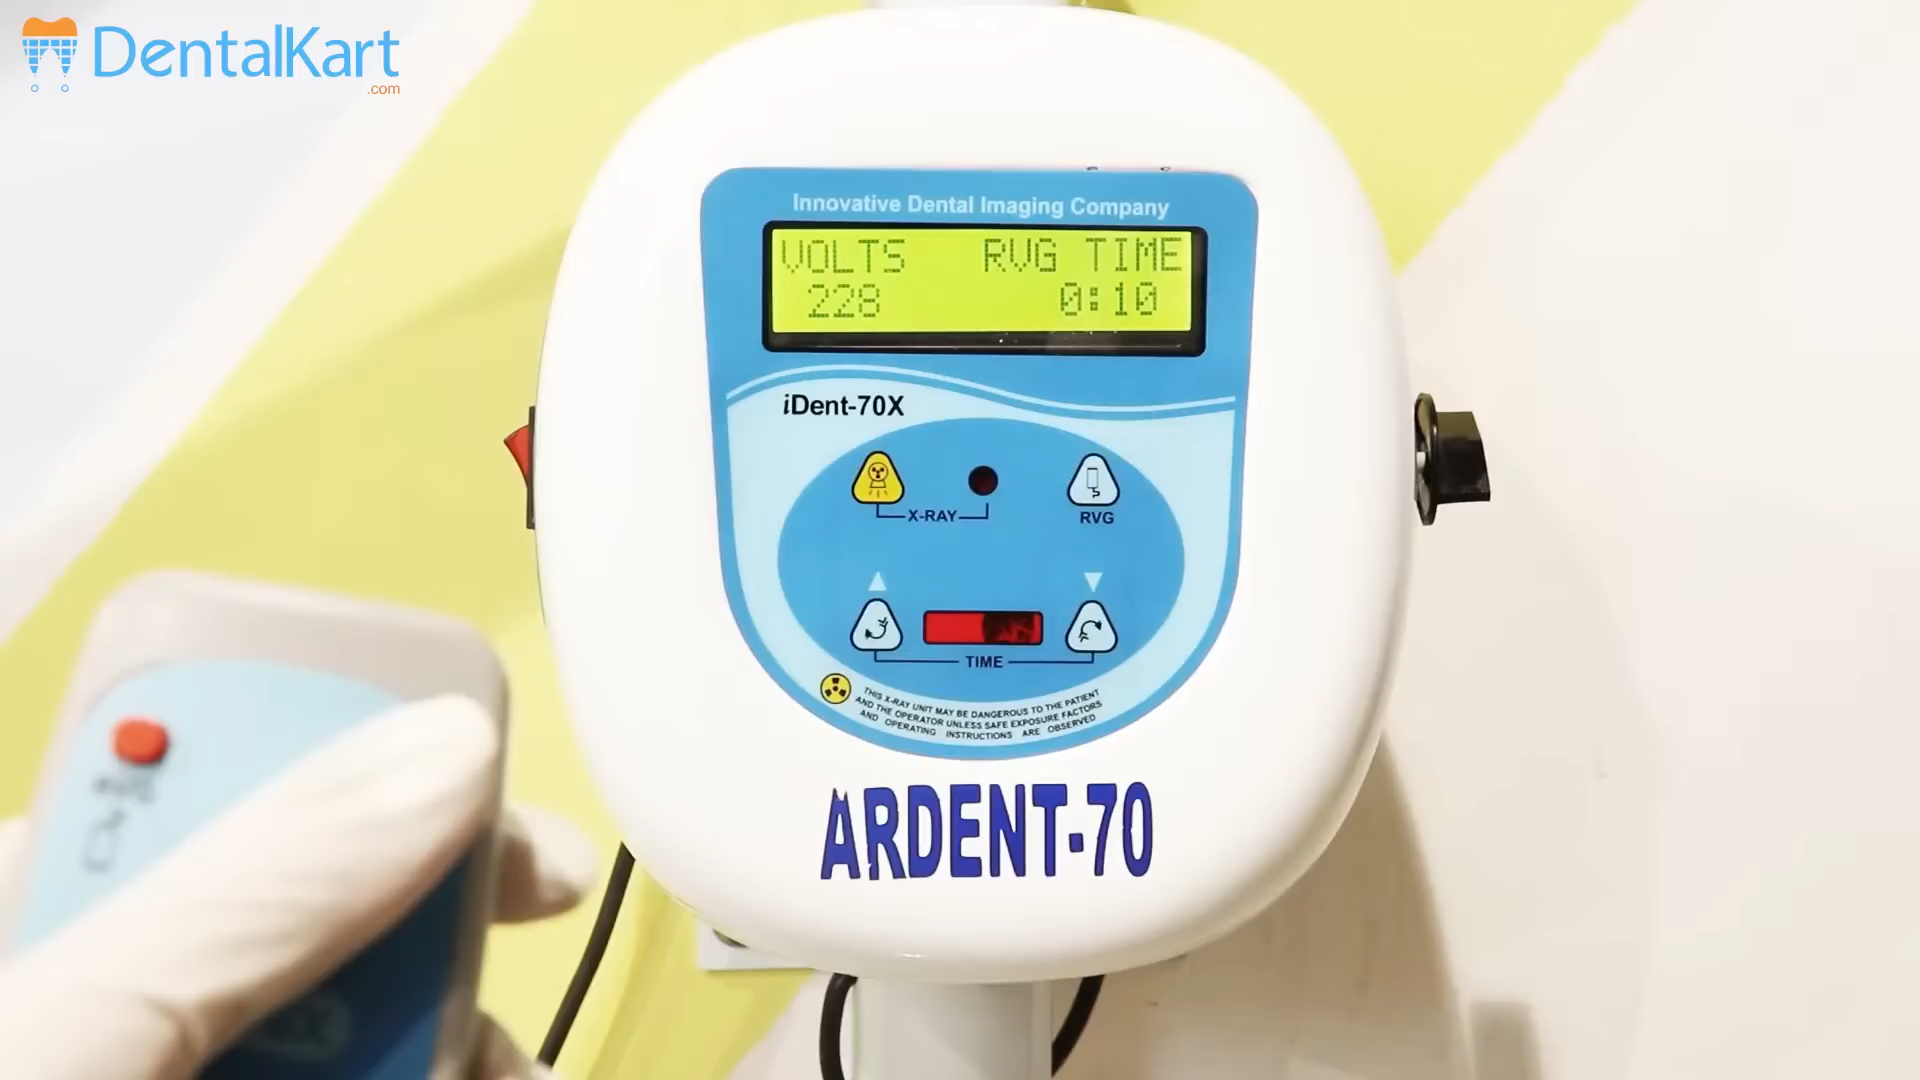 DentalKart
.com
Innovative Dental Imaging Company
VOLTS RVG TIME
228 0:10
iDent-70X
X-RAY
RVG
TIME
THIS X-RAY UNIT MAY BE DANGEROUS TO THE PATIENT
AND THE OPERATOR UNLESS SAFE EXPOSURE FACTORS
AND OPERATING INSTRUCTIONS ARE OBSERVED
ARDENT-70